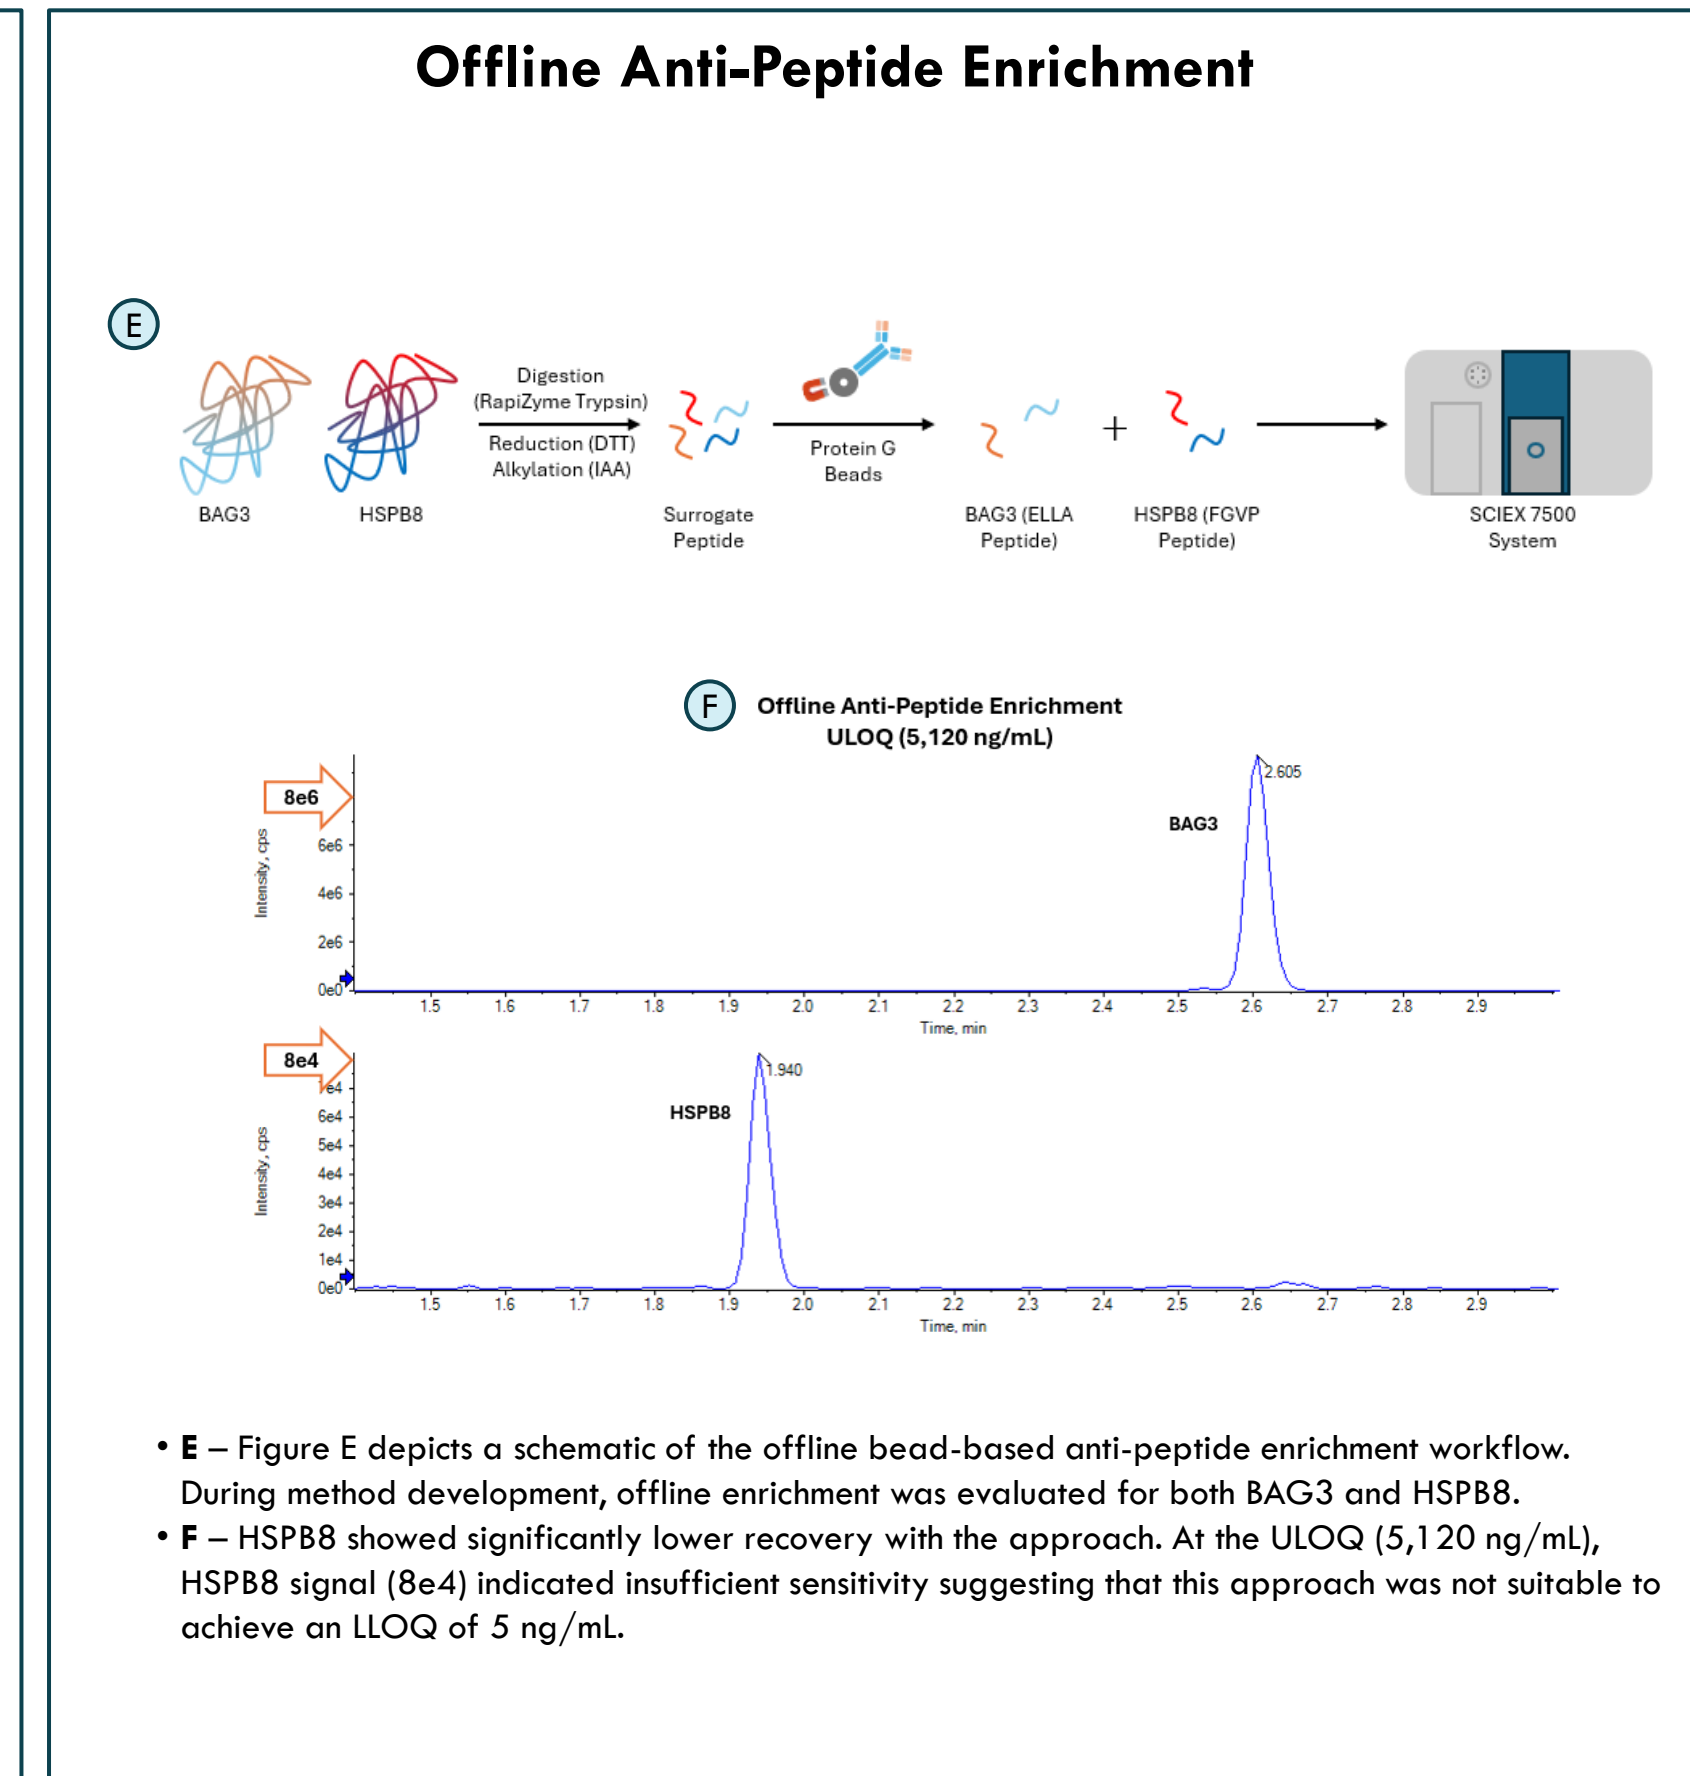 Offline Anti-Peptide Enrichment
E
Digestion
(RapiZyme Trypsin)
Reduction (DTT)
Alkylation (IAA)
Protein G
Beads
+
BAG3
HSPB8
Surrogate
Peptide
BAG3 (ELLA
Peptide)
HSPB8 (FGVP
Peptide)
SCIEX 7500
System
F
Offline Anti-Peptide Enrichment
ULOQ (5,120 ng/mL)
8e6
6e6
4e6
2e6
0e0
Intensity, cps
2.605
BAG3
1.5 1.6 1.7 1.8 1.9 2.0 2.1 2.2 2.3 2.4 2.5 2.6 2.7 2.8 2.9
Time, min
8e4
7e4
6e4
5e4
4e4
3e4
2e4
1e4
0e0
Intensity, cps
1.940
HSPB8
1.5 1.6 1.7 1.8 1.9 2.0 2.1 2.2 2.3 2.4 2.5 2.6 2.7 2.8 2.9
Time, min
• E – Figure E depicts a schematic of the offline bead-based anti-peptide enrichment workflow.
During method development, offline enrichment was evaluated for both BAG3 and HSPB8.
• F – HSPB8 showed significantly lower recovery with the approach. At the ULOQ (5,120 ng/mL),
HSPB8 signal (8e4) indicated insufficient sensitivity suggesting that this approach was not suitable to
achieve an LLOQ of 5 ng/mL.